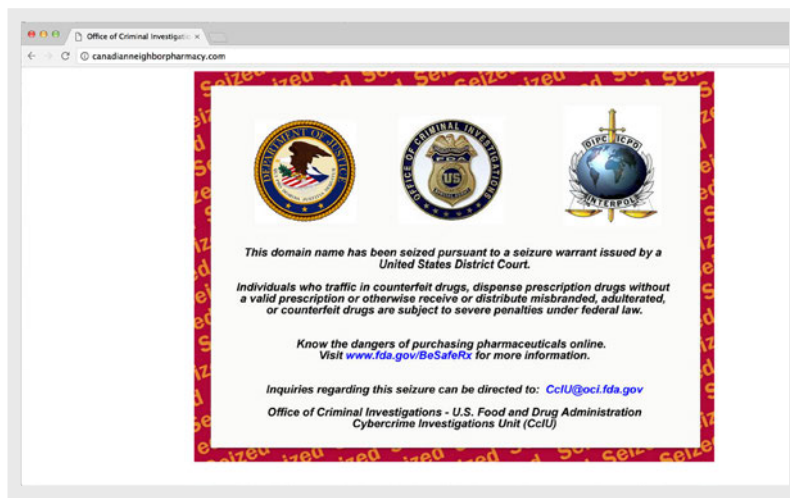 Office of Criminal Investigatio
canadianneighborpharmacy.com
Seized Seized Seized Seized Seized
DEPARTMENT OF JUSTICE
OFFICE OF CRIMINAL INVESTIGATIONS
FDA
US
OIPC ICPO
INTERPOL
This domain name has been seized pursuant to a seizure warrant issued by a
United States District Court.
Individuals who traffic in counterfeit drugs, dispense prescription drugs without
a valid prescription or otherwise receive or distribute misbranded, adulterated,
or counterfeit drugs are subject to severe penalties under federal law.
Know the dangers of purchasing pharmaceuticals online.
Visit www.fda.gov/BeSafeRx for more information.
Inquiries regarding this seizure can be directed to: CcIU@oci.fda.gov
Office of Criminal Investigations - U.S. Food and Drug Administration
Cybercrime Investigations Unit (CcIU)